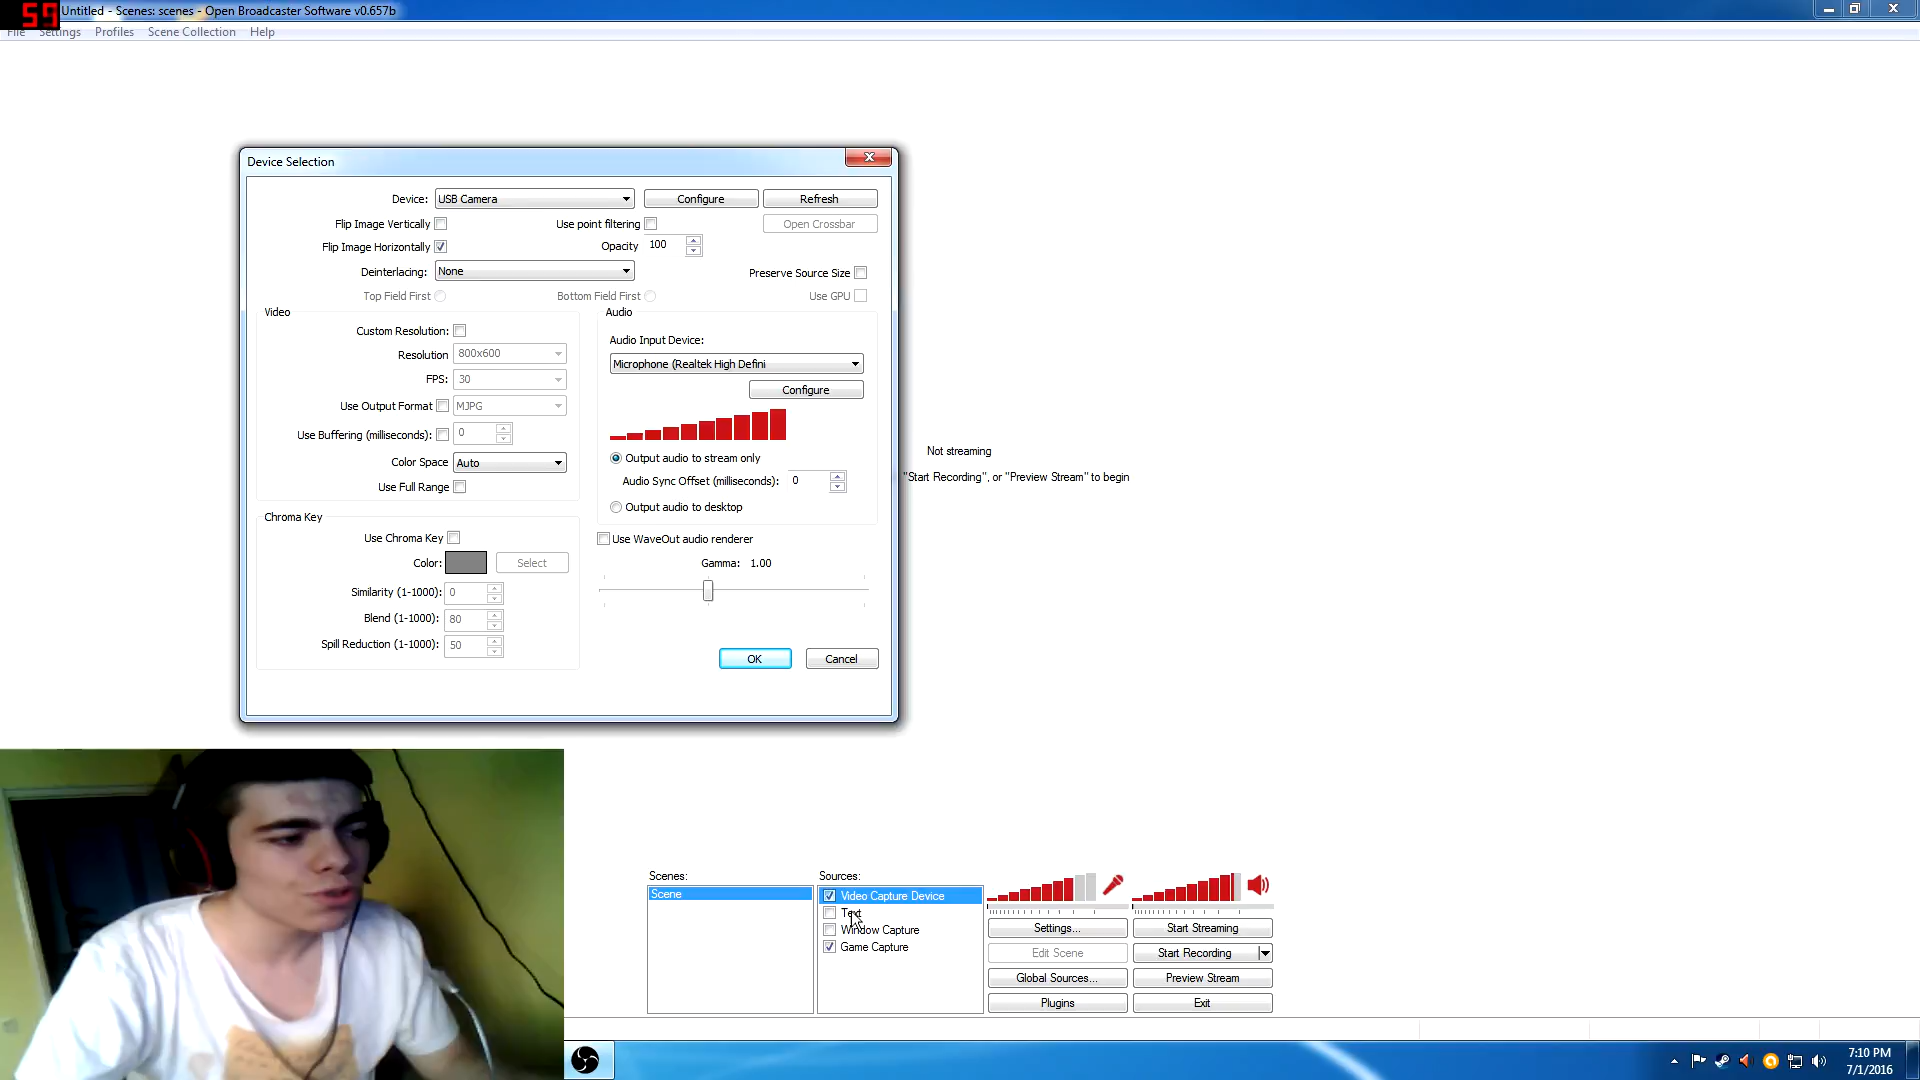 59
Untitled - Scenes: scenes - Open Broadcaster Software v0.657b
File Settings Profiles Scene Collection Help
Device Selection
Device: USB Camera Configure Refresh
Flip Image Vertically Use point filtering Open Crossbar
Flip Image Horizontally Opacity 100
Deinterlacing: None Preserve Source Size
Top Field First Bottom Field First Use GPU
Video
Custom Resolution:
Resolution 800x600
FPS: 30
Use Output Format MJPG
Use Buffering (milliseconds): 0
Color Space Auto
Use Full Range
Audio
Audio Input Device:
Microphone (Realtek High Defini
Configure
Output audio to stream only
Audio Sync Offset (milliseconds): 0
Output audio to desktop
Chroma Key
Use Chroma Key
Color: Select
Similarity (1-1000): 0
Blend (1-1000): 80
Spill Reduction (1-1000): 50
Use WaveOut audio renderer
Gamma: 1.00
OK Cancel
Not streaming
"Start Recording", or "Preview Stream" to begin
Scenes:
Scene
Sources:
Video Capture Device
Text
Window Capture
Game Capture
Settings... Start Streaming
Edit Scene Start Recording
Global Sources... Preview Stream
Plugins Exit
7:10 PM
7/1/2016